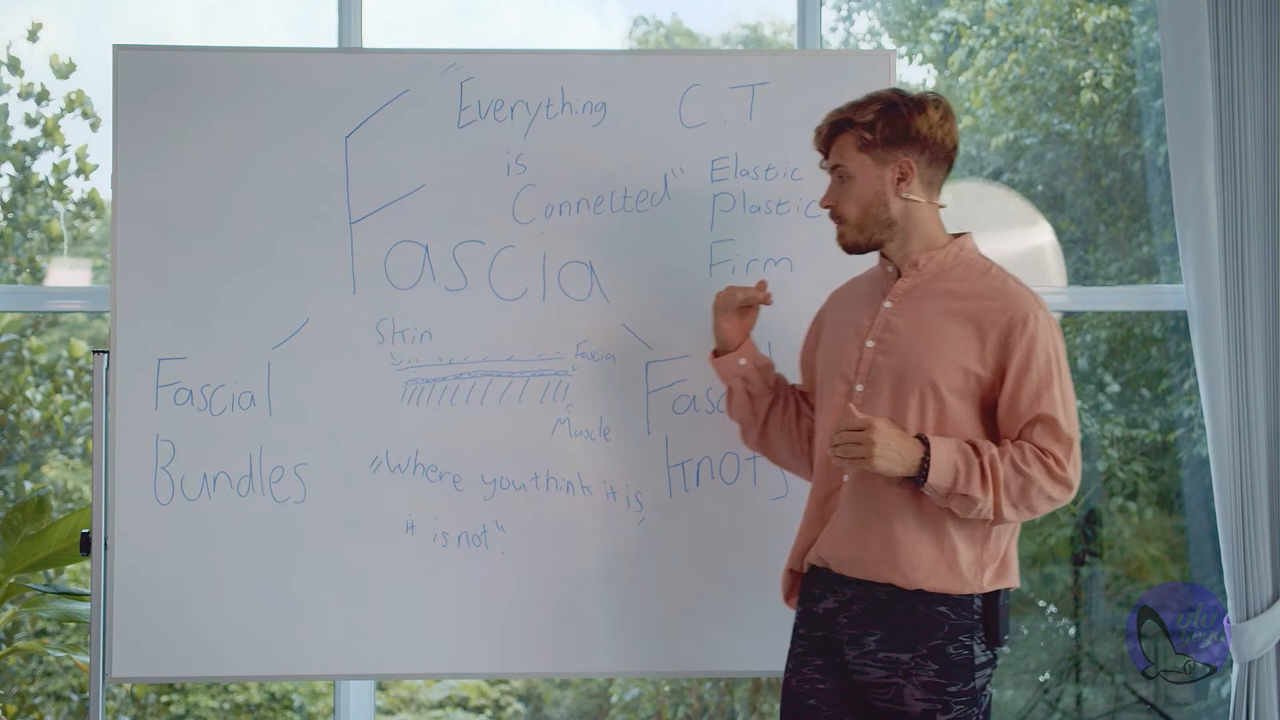 "Everything
is
Connected"
C.T
Elastic
Plastic
Firm
Fascia
Skin
Fascia
Muscle
Fascial
Bundles
"Where you think it is,
it is not".
knots